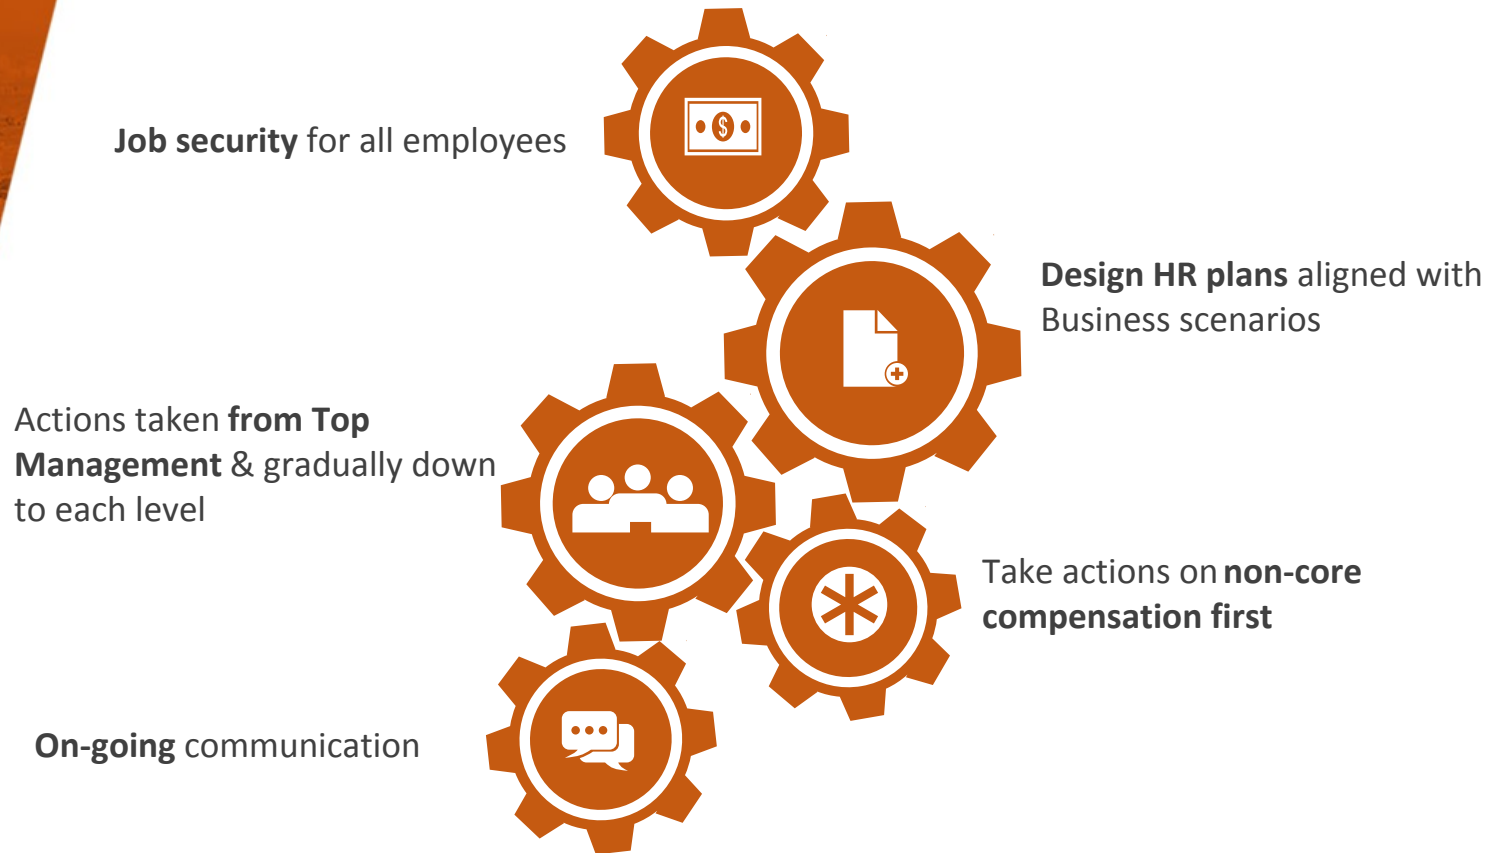 Job security for all employees
Design HR plans aligned with
Business scenarios
Actions taken from Top
Management & gradually down
to each level
Take actions on non-core
compensation first
On-going communication